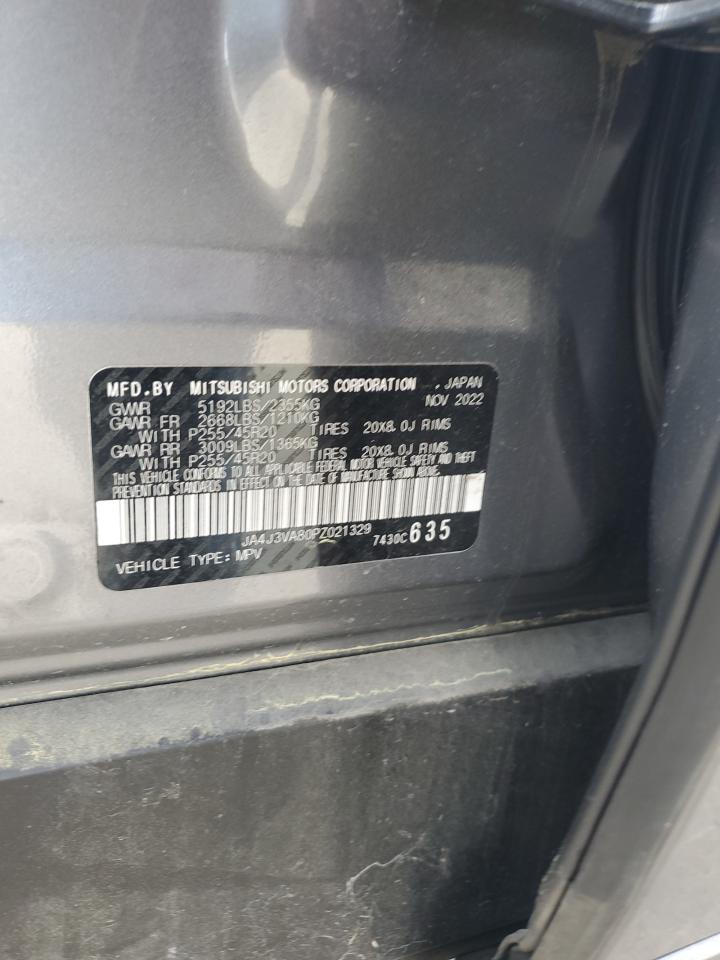 MFD.BY MITSUBISHI MOTORS CORPORATION , JAPAN
GVWR 5192LBS/2355KG NOV 2022
GAWR FR 2668LBS/1210KG
WITH P255/45R20 TIRES 20X8.0J RIMS
GAWR RR 3009LBS/1365KG
WITH P255/45R20 TIRES 20X8.0J RIMS
THIS VEHICLE CONFORMS TO ALL APPLICABLE FEDERAL MOTOR VEHICLE SAFETY AND THEFT
PREVENTION STANDARDS IN EFFECT ON THE DATE OF MANUFACTURE SHOWN ABOVE.
JA4J3VA80PZ021329 7430C 635
VEHICLE TYPE: MPV